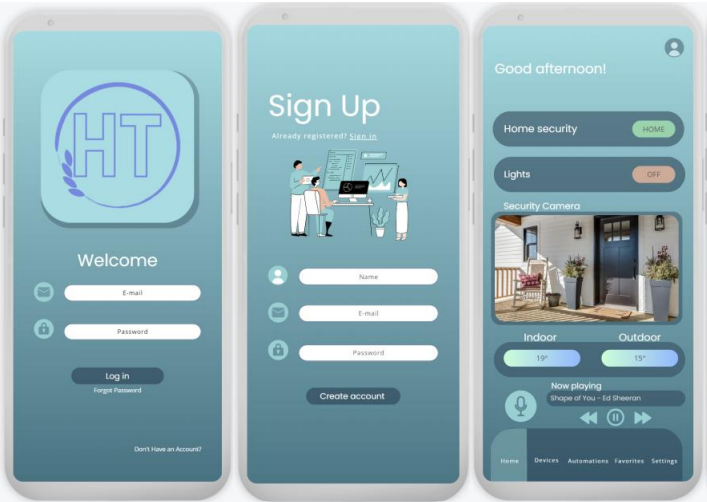 HT
Welcome
E-mail
Password
Log in
Forgot Password
Don't Have an Account?
Sign Up
Already registered? Sign in
Name
E-mail
Password
Create account
Good afternoon!
Home security HOME
Lights OFF
Security Camera
Indoor Outdoor
19° 15°
Now playing
Shape of You - Ed Sheeran
Home Devices Automations Favorites Settings